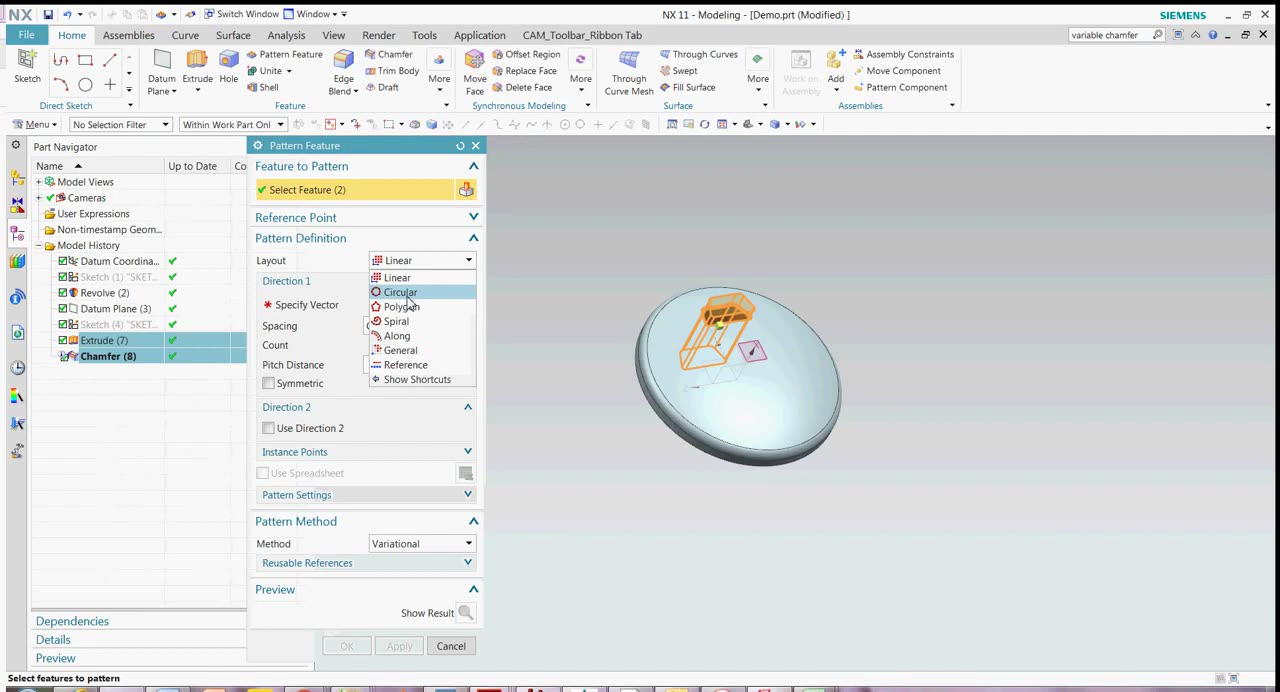 NX Switch Window Window NX 11 - Modeling - [Demo.prt (Modified) ] SIEMENS
File Home Assemblies Curve Surface Analysis View Render Tools Application CAM_Toolbar_Ribbon Tab variable chamfer
Pattern Feature Chamfer Offset Region Through Curves Assembly Constraints
Unite Trim Body Replace Face Swept Move Component
Shell Draft Delete Face Fill Surface Pattern Component
Sketch Datum Plane Extrude Hole Edge Blend More Move Face More Through Curve Mesh More Work on Assembly Add
Direct Sketch Feature Synchronous Modeling Surface Assemblies
Menu No Selection Filter Within Work Part Onl
Part Navigator
Name Up to Date Co
Model Views
Cameras
User Expressions
Non-timestamp Geom...
Model History
Datum Coordina...
Sketch (1) "SKET...
Revolve (2)
Datum Plane (3)
Sketch (4) "SKET...
Extrude (7)
Chamfer (8)
Dependencies
Details
Preview
Pattern Feature
Feature to Pattern
Select Feature (2)
Reference Point
Pattern Definition
Layout Linear
Linear
Circular
Polygon
Spiral
Along
General
Reference
Show Shortcuts
Direction 1
Specify Vector
Spacing
Count
Pitch Distance
Symmetric
Direction 2
Use Direction 2
Instance Points
Use Spreadsheet
Pattern Settings
Pattern Method
Method Variational
Reusable References
Preview
Show Result
OK Apply Cancel
Select features to pattern